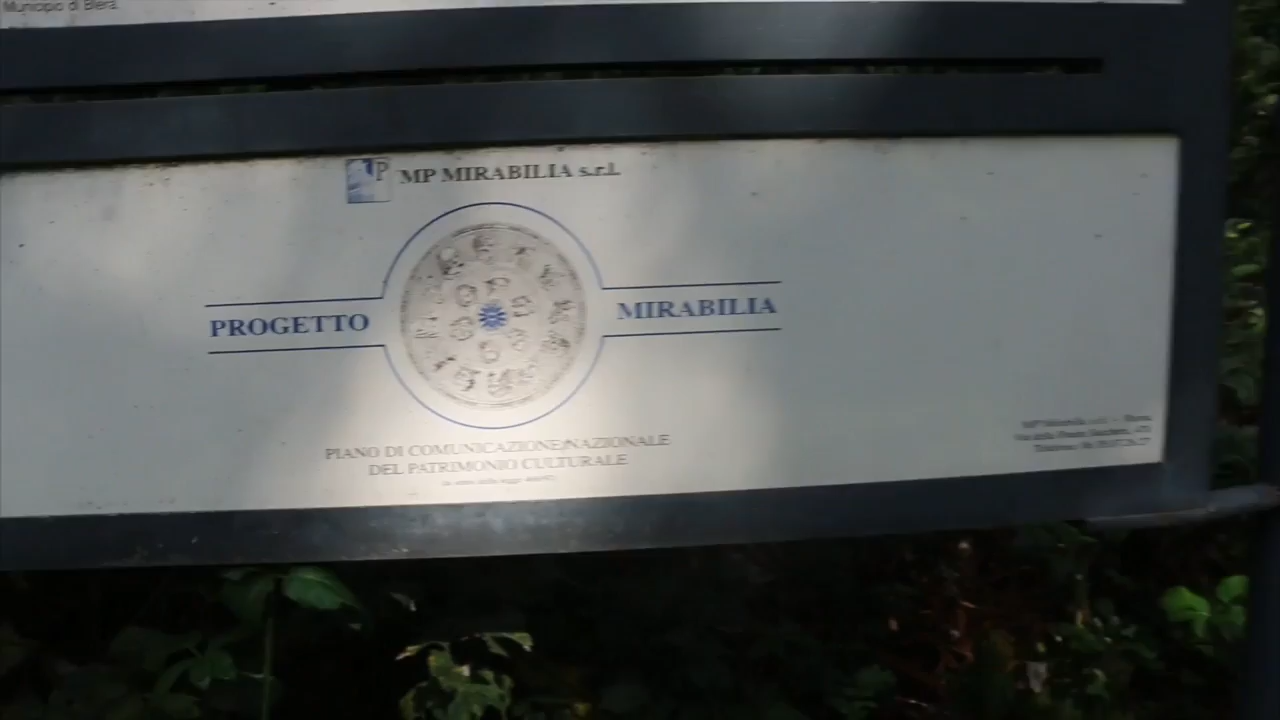 Municipio di Blera
P
MP MIRABILIA s.r.l.
PROGETTO MIRABILIA
PIANO DI COMUNICAZIONE NAZIONALE
DEL PATRIMONIO CULTURALE